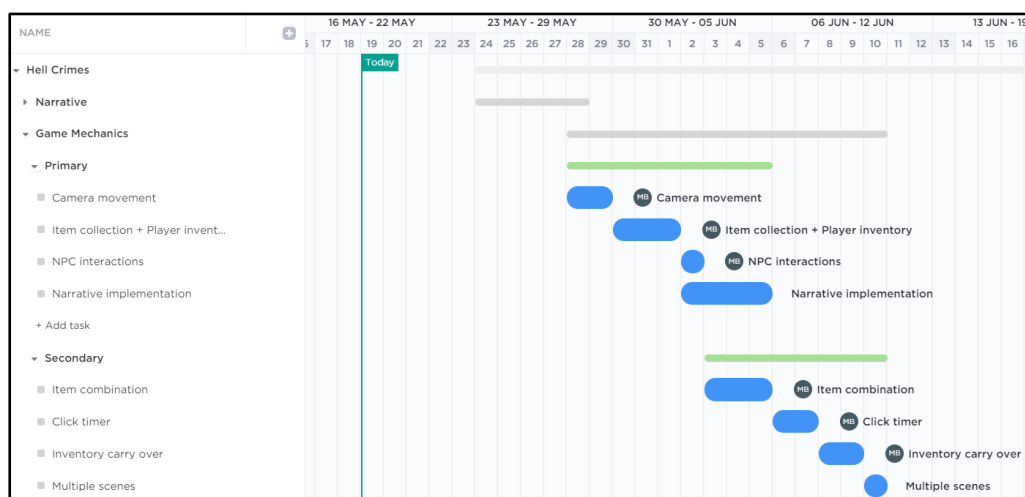 NAME
16 MAY - 22 MAY 23 MAY - 29 MAY 30 MAY - 05 JUN 06 JUN - 12 JUN 13 JUN - 19
17 18 19 20 21 22 23 24 25 26 27 28 29 30 31 1 2 3 4 5 6 7 8 9 10 11 12 13 14 15 16
Today
Hell Crimes
Narrative
Game Mechanics
Primary
Camera movement MB Camera movement
Item collection + Player invent... MB Item collection + Player inventory
NPC interactions MB NPC interactions
Narrative implementation Narrative implementation
+ Add task
Secondary
Item combination MB Item combination
Click timer MB Click timer
Inventory carry over MB Inventory carry over
Multiple scenes Multiple scenes